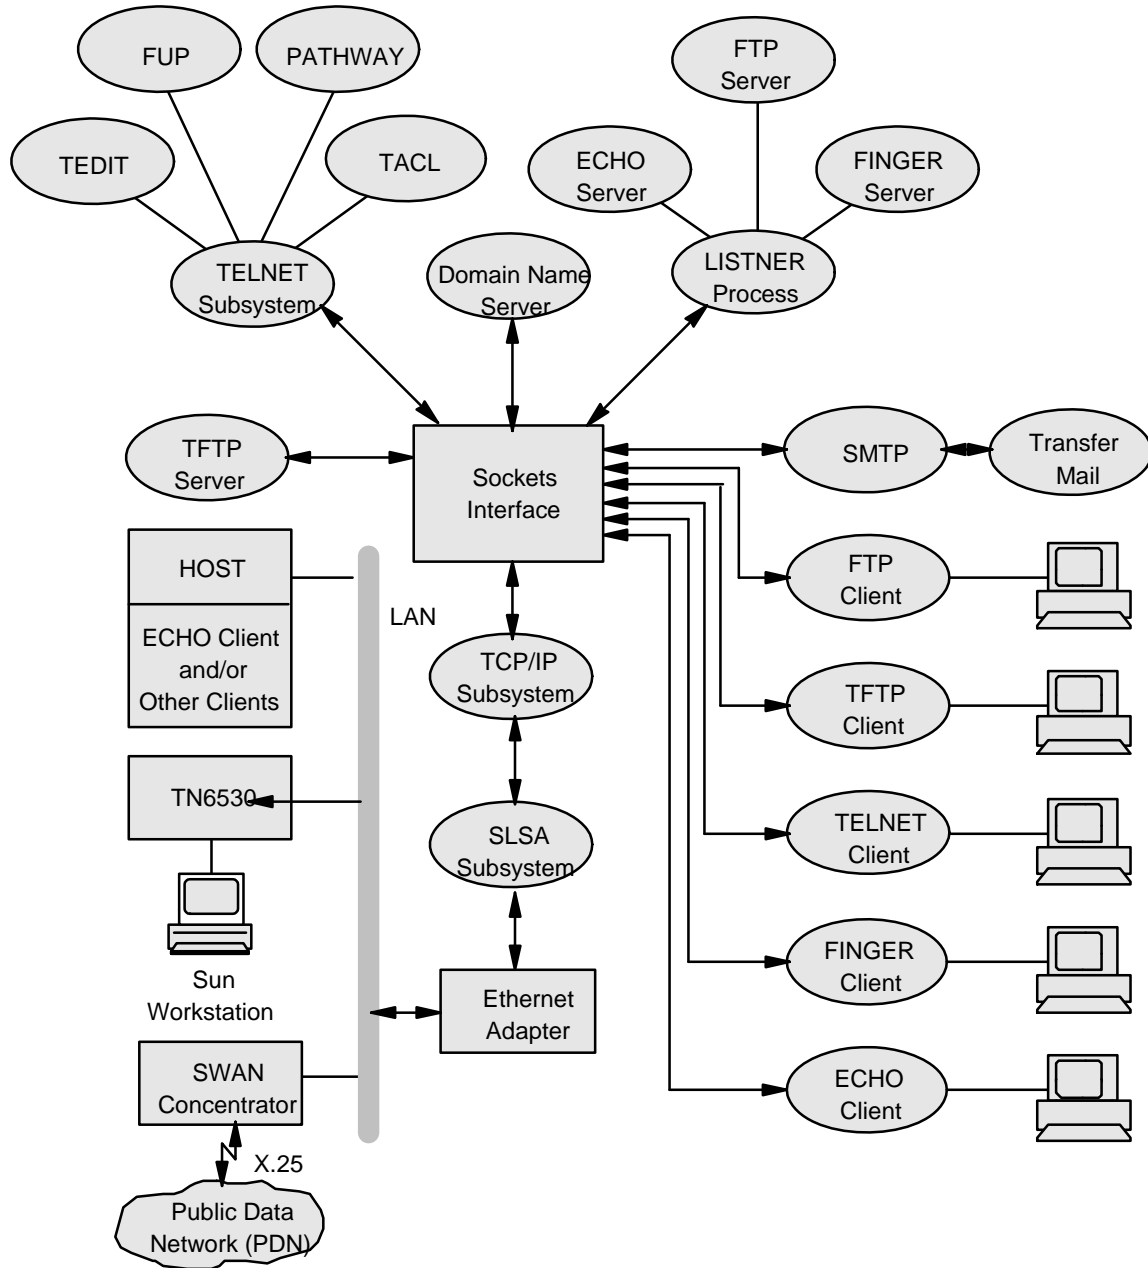 FUP
PATHWAY
FTP
Server
TEDIT
TACL
ECHO
Server
FINGER
Server
TELNET
Subsystem
Domain Name
Server
LISTNER
Process
TFTP
Server
Sockets
Interface
SMTP
Transfer
Mail
HOST
ECHO Client
and/or
Other Clients
LAN
FTP
Client
TCP/IP
Subsystem
TFTP
Client
TN6530
SLSA
Subsystem
TELNET
Client
Sun
Workstation
Ethernet
Adapter
FINGER
Client
SWAN
Concentrator
ECHO
Client
X.25
Public Data
Network (PDN)